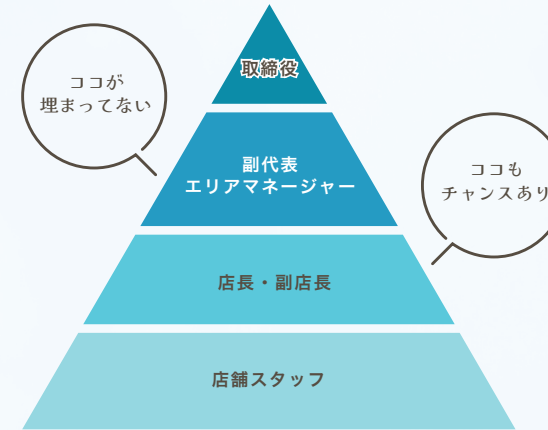 取締役
ココが
埋まってない
副代表
エリアマネージャー
ココも
チャンスあり
店長・副店長
店舗スタッフ